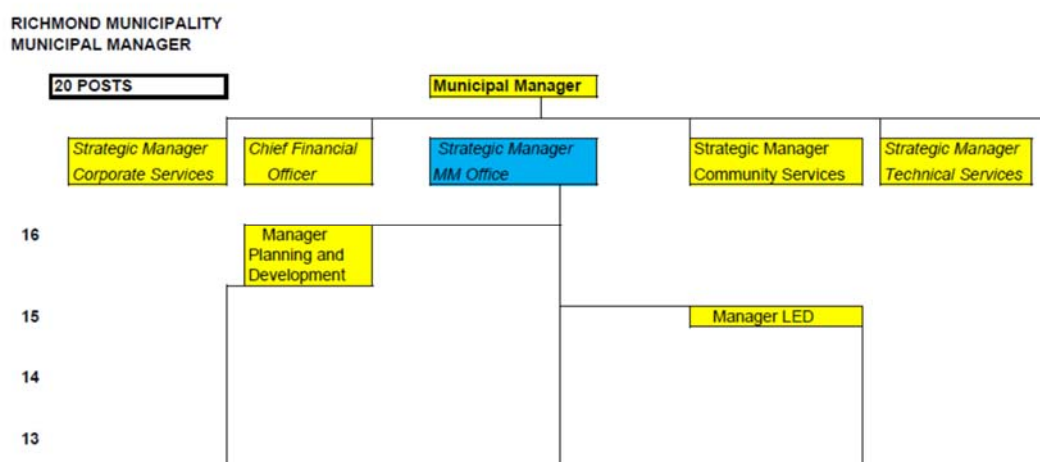 RICHMOND MUNICIPALITY
MUNICIPAL MANAGER
20 POSTS
Municipal Manager
Strategic Manager
Corporate Services
Chief Financial
Officer
Strategic Manager
MM Office
Strategic Manager
Community Services
Strategic Manager
Technical Services
16
Manager
Planning and
Development
15
Manager LED
14
13